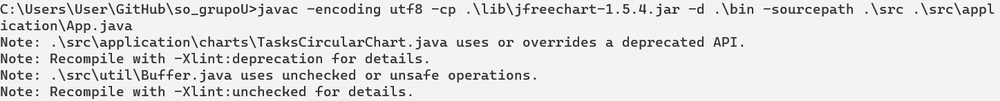 C:\Users\User\GitHub\so_grupoU>javac -encoding utf8 -cp .\lib\jfreechart-1.5.4.jar -d .\bin -sourcepath .\src .\src\appl
ication\App.java
Note: .\src\application\charts\TasksCircularChart.java uses or overrides a deprecated API.
Note: Recompile with -Xlint:deprecation for details.
Note: .\src\util\Buffer.java uses unchecked or unsafe operations.
Note: Recompile with -Xlint:unchecked for details.